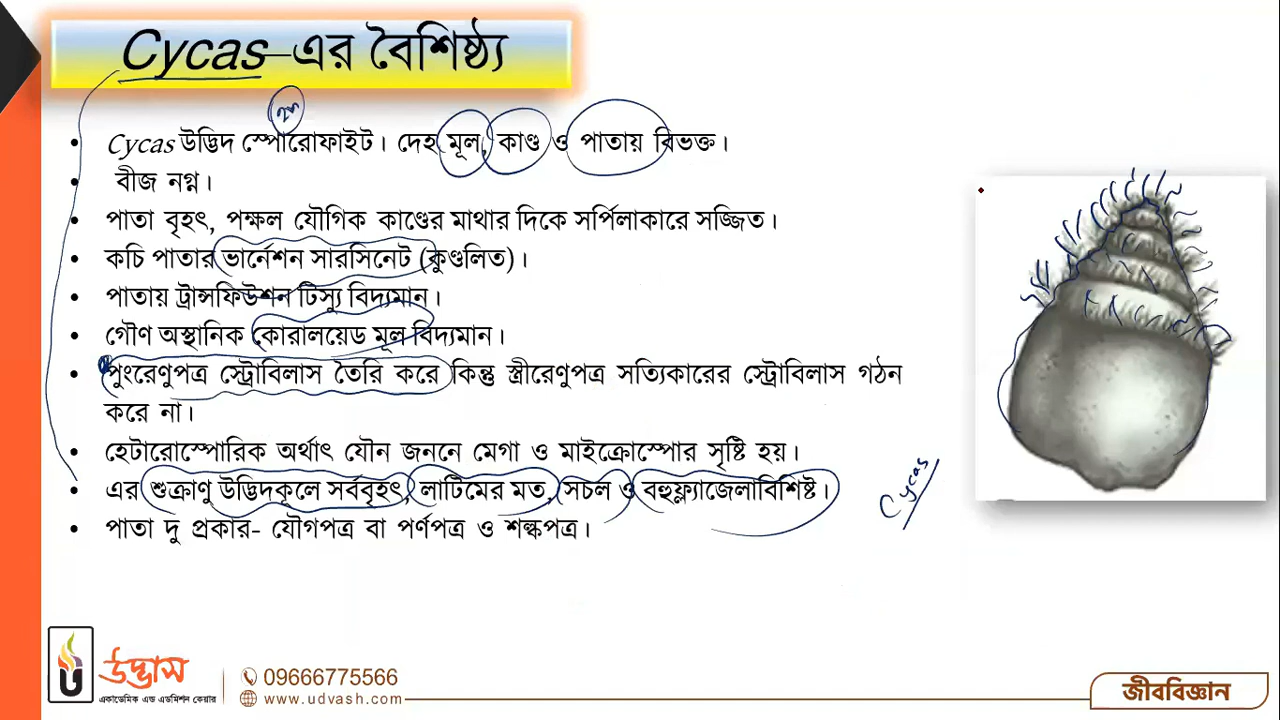 Cycas–এর বৈশিষ্ঠ্য
• Cycas উদ্ভিদ স্পোরোফাইট। দেহ মূল, কাণ্ড ও পাতায় বিভক্ত।
• বীজ নগ্ন।
• পাতা বৃহৎ, পক্ষল যৌগিক কাণ্ডের মাথার দিকে সর্পিলাকারে সজ্জিত।
• কচি পাতার ভার্নেশন সারসিনেট (কুণ্ডলিত)।
• পাতায় ট্রান্সফিউশন টিস্যু বিদ্যমান।
• গৌণ অস্থানিক কোরালয়েড মূল বিদ্যমান।
• পুংরেণুপত্র স্ট্রোবিলাস তৈরি করে কিন্তু স্ত্রীরেণুপত্র সত্যিকারের স্ট্রোবিলাস গঠন
করে না।
• হেটারোস্পোরিক অর্থাৎ যৌন জননে মেগা ও মাইক্রোস্পোর সৃষ্টি হয়।
• এর শুক্রাণু উদ্ভিদকূলে সর্ববৃহৎ, লাটিমের মত, সচল ও বহুফ্ল্যাজেলাবিশিষ্ট।
Cycas
• পাতা দু প্রকার- যৌগপত্র বা পর্ণপত্র ও শল্কপত্র।
উদ্ভাস
একাডেমিক এন্ড এডমিশন কেয়ার
09666775566
www.udvash.com
জীববিজ্ঞান